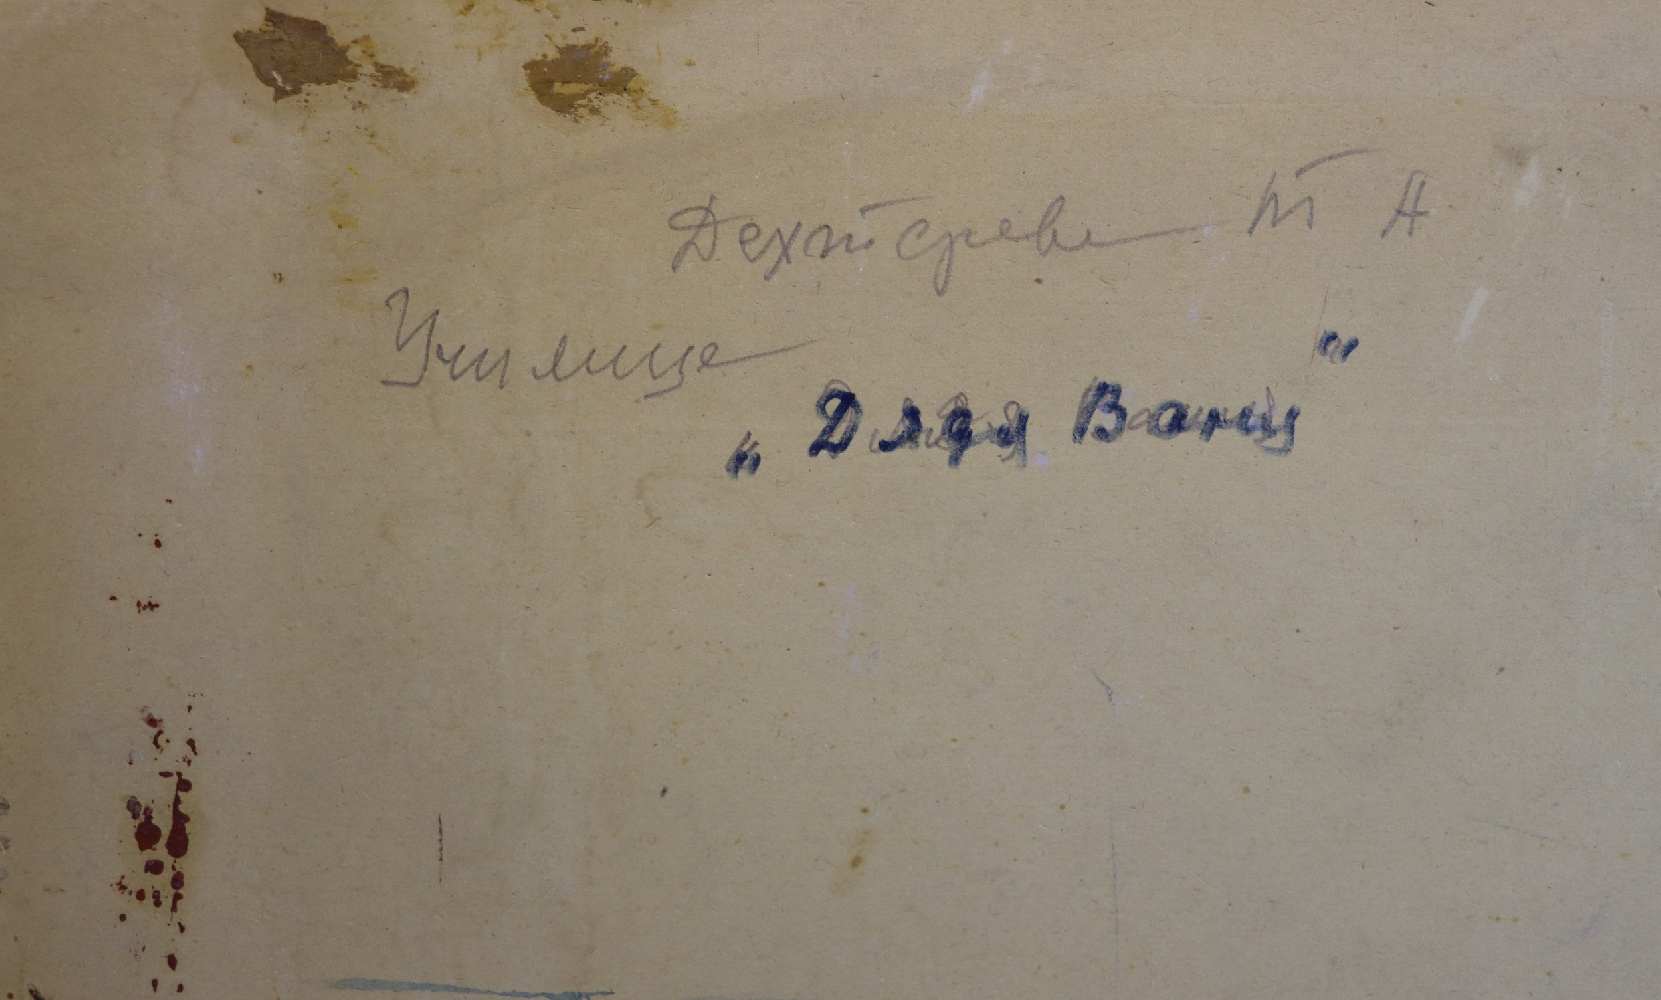 Дехтерева Т А
Училище
„Дядя Ваня"